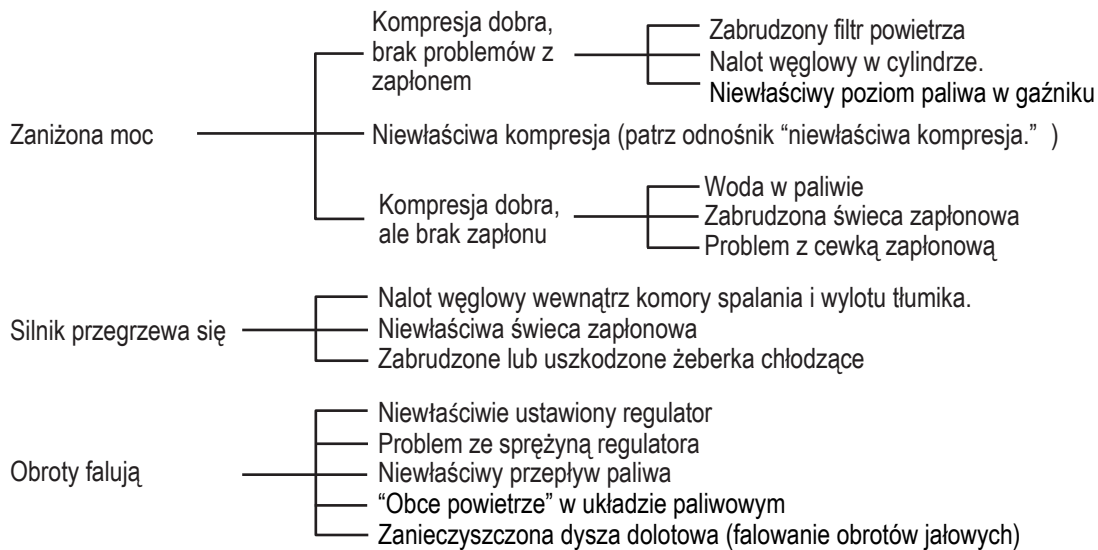 Zaniżona moc
Kompresja dobra,
brak problemów z
zapłonem
Zabrudzony filtr powietrza
Nalot węglowy w cylindrze.
Niewłaściwy poziom paliwa w gaźniku
Niewłaściwa kompresja (patrz odnośnik “niewłaściwa kompresja.” )
Kompresja dobra,
ale brak zapłonu
Woda w paliwie
Zabrudzona świeca zapłonowa
Problem z cewką zapłonową
Silnik przegrzewa się
Nalot węglowy wewnątrz komory spalania i wylotu tłumika.
Niewłaściwa świeca zapłonowa
Zabrudzone lub uszkodzone żeberka chłodzące
Obroty falują
Niewłaściwie ustawiony regulator
Problem ze sprężyną regulatora
Niewłaściwy przepływ paliwa
“Obce powietrze” w układzie paliwowym
Zanieczyszczona dysza dolotowa (falowanie obrotów jałowych)